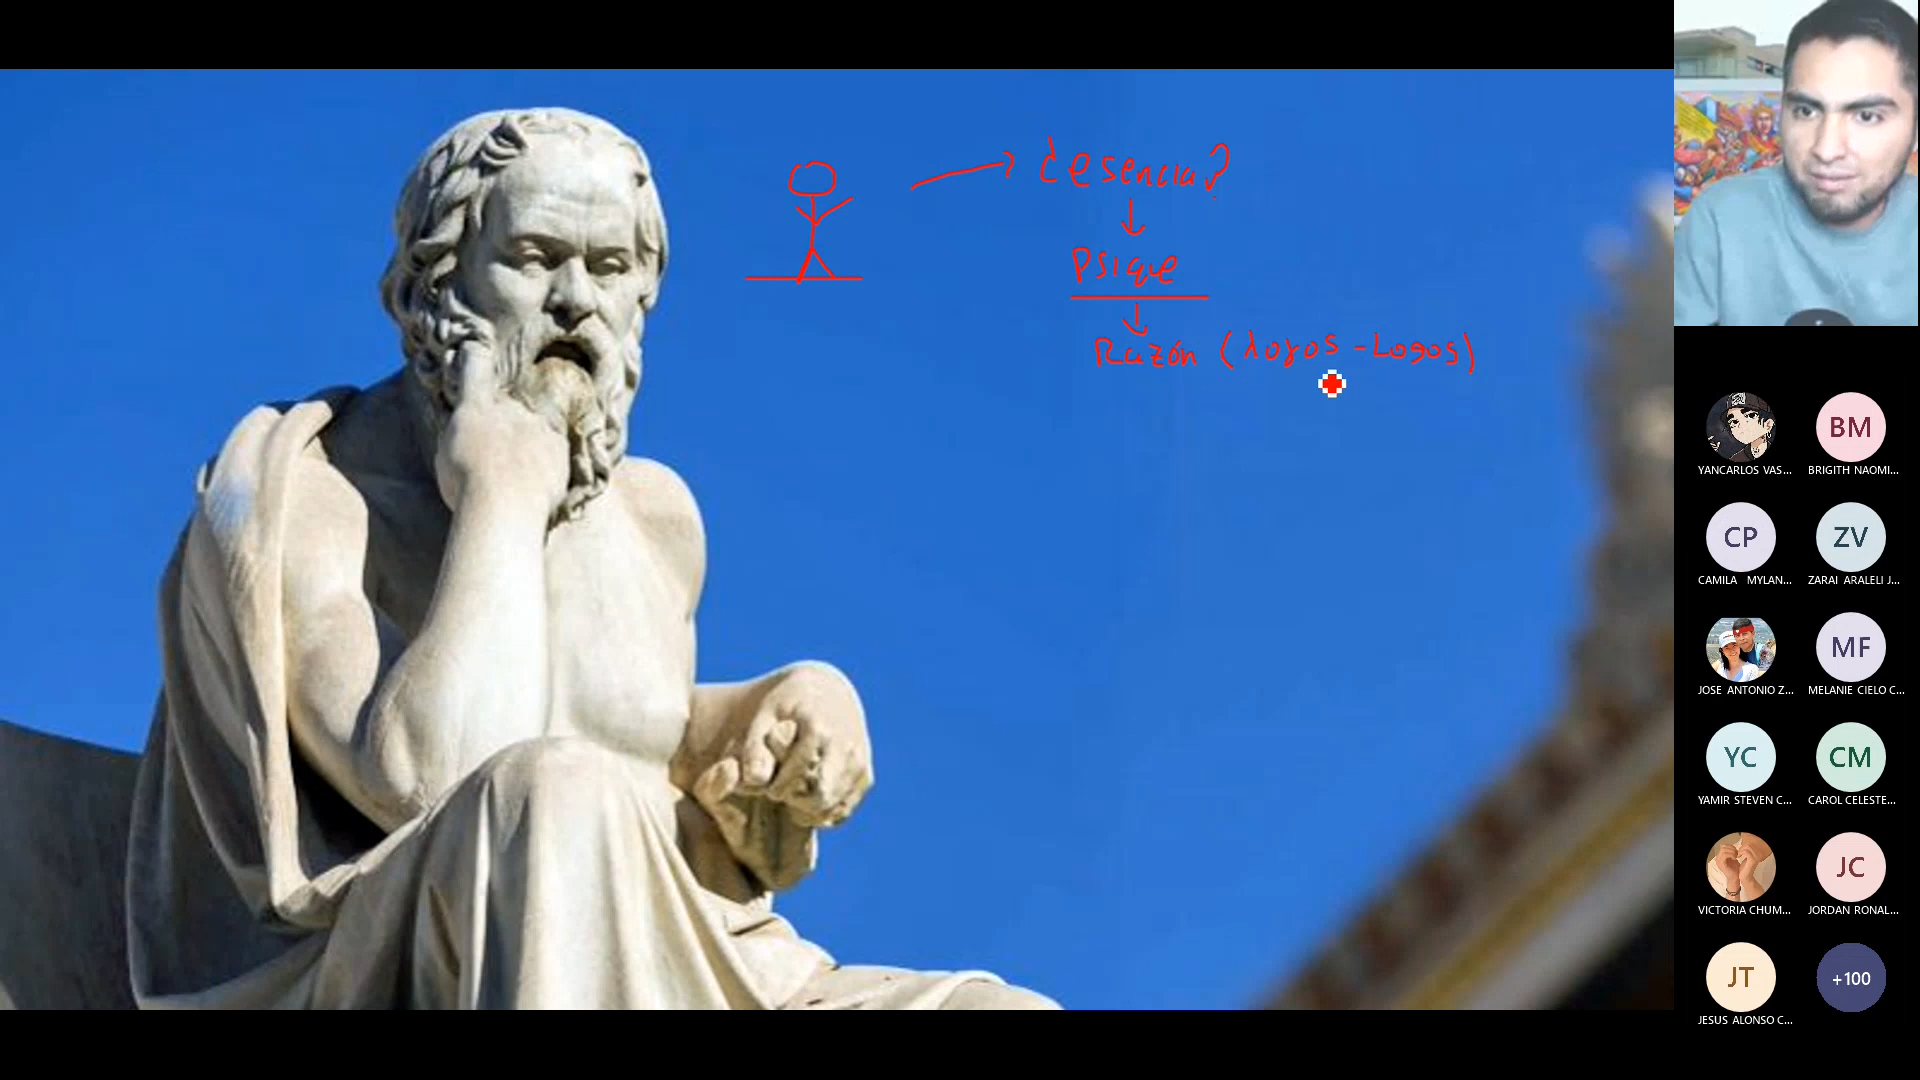 ¿esencia?
Psique
Razón (λογos - Logos)
YANCARLOS VAS...
BM
BRIGITH NAOMI...
CP
CAMILA MYLAN...
ZV
ZARAI ARALELI J...
JOSE ANTONIO Z...
MF
MELANIE CIELO C...
YC
YAMIR STEVEN C...
CM
CAROL CELESTE...
VICTORIA CHUM...
JC
JORDAN RONAL...
JT
JESUS ALONSO C...
+100